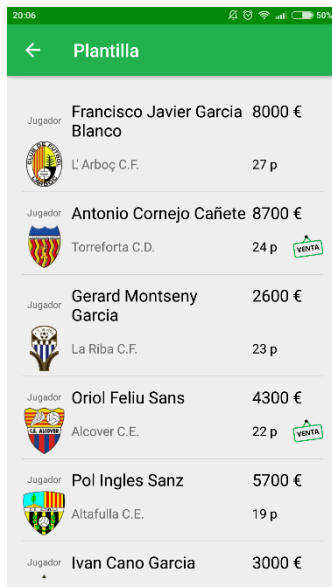 20:06 50%
Plantilla
Jugador Francisco Javier Garcia 8000 €
Blanco
L' Arboç C.F. 27 p
Jugador Antonio Cornejo Cañete 8700 €
Torreforta C.D. 24 p VENTA
Jugador Gerard Montseny 2600 €
Garcia
La Riba C.F. 23 p
Jugador Oriol Feliu Sans 4300 €
C.E. ALCOVER
Alcover C.E. 22 p VENTA
Jugador Pol Ingles Sanz 5700 €
Altafulla C.E. 19 p
Jugador Ivan Cano Garcia 3000 €